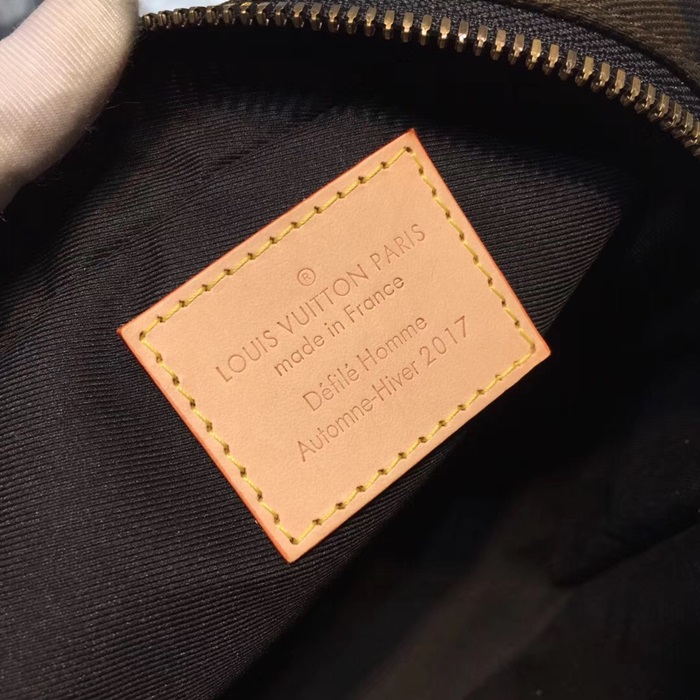 ®
LOUIS VUITTON PARIS
made in France
Défilé Homme
Automne-Hiver 2017